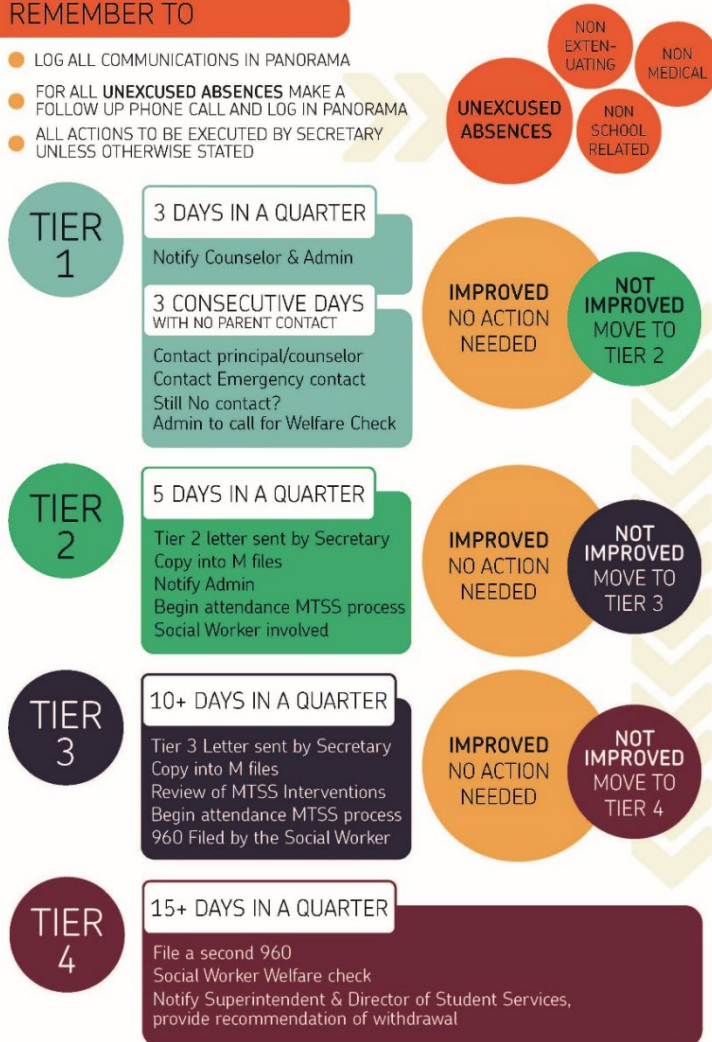 REMEMBER TO
LOG ALL COMMUNICATIONS IN PANORAMA
FOR ALL UNEXCUSED ABSENCES MAKE A
FOLLOW UP PHONE CALL AND LOG IN PANORAMA
ALL ACTIONS TO BE EXECUTED BY SECRETARY
UNLESS OTHERWISE STATED
UNEXCUSED
ABSENCES
NON
EXTEN-
UATING
NON
MEDICAL
NON
SCHOOL
RELATED
TIER
1
3 DAYS IN A QUARTER
Notify Counselor & Admin
3 CONSECUTIVE DAYS
WITH NO PARENT CONTACT
Contact principal/counselor
Contact Emergency contact
Still No contact?
Admin to call for Welfare Check
IMPROVED
NO ACTION
NEEDED
NOT
IMPROVED
MOVE TO
TIER 2
TIER
2
5 DAYS IN A QUARTER
Tier 2 letter sent by Secretary
Copy into M files
Notify Admin
Begin attendance MTSS process
Social Worker involved
IMPROVED
NO ACTION
NEEDED
NOT
IMPROVED
MOVE TO
TIER 3
TIER
3
10+ DAYS IN A QUARTER
Tier 3 Letter sent by Secretary
Copy into M files
Review of MTSS Interventions
Begin attendance MTSS process
960 Filed by the Social Worker
IMPROVED
NO ACTION
NEEDED
NOT
IMPROVED
MOVE TO
TIER 4
TIER
4
15+ DAYS IN A QUARTER
File a second 960
Social Worker Welfare check
Notify Superintendent & Director of Student Services,
provide recommendation of withdrawal